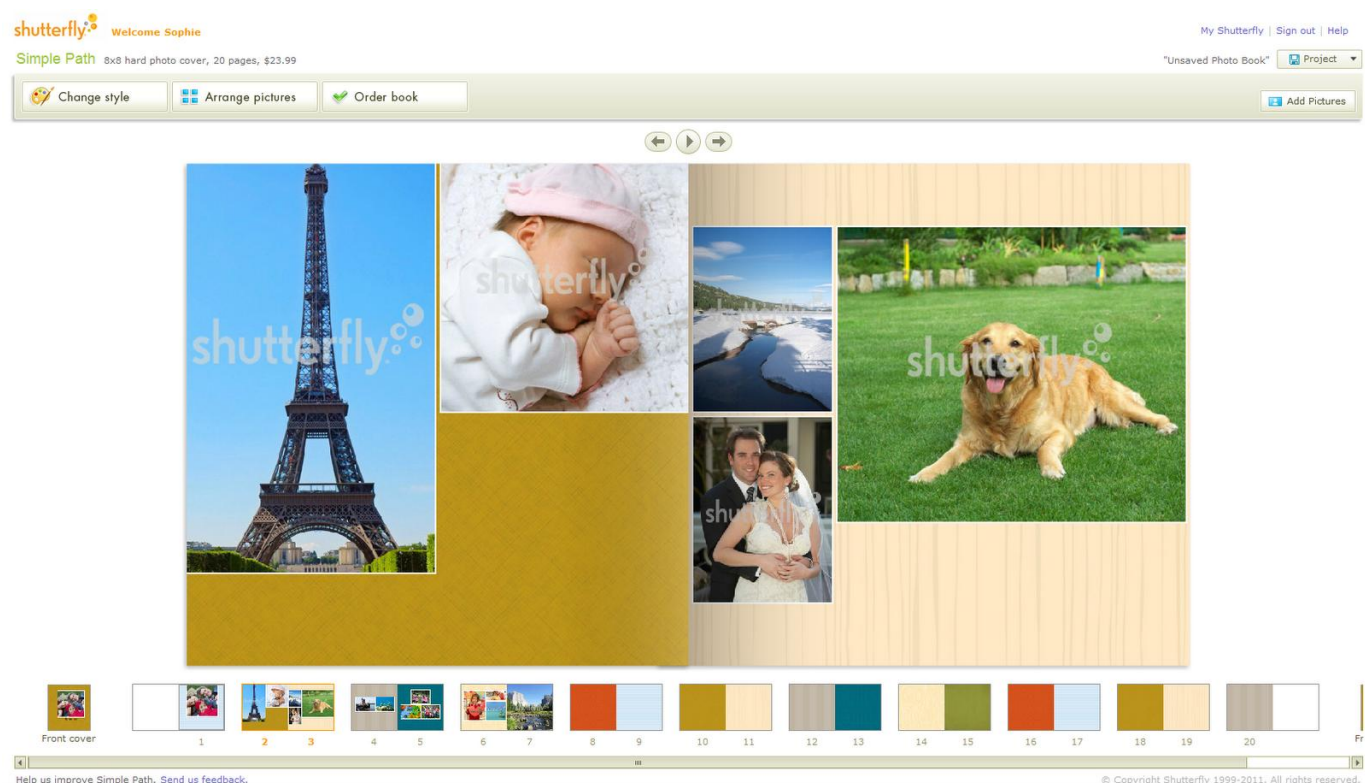 shutterfly
Welcome Sophie
My Shutterfly | Sign out | Help
Simple Path 8x8 hard photo cover, 20 pages, $23.99
"Unsaved Photo Book" Project
Change style Arrange pictures Order book Add Pictures
shutterfly
shutterfly
shutterfly
shutterfly
shutterfly
Front cover 1 2 3 4 5 6 7 8 9 10 11 12 13 14 15 16 17 18 19 20 Fr
Help us improve Simple Path. Send us feedback.
© Copyright Shutterfly 1999-2011. All rights reserved.